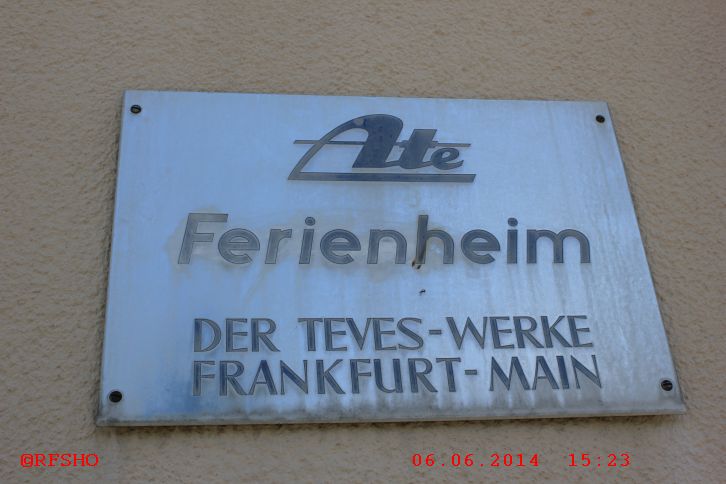 Ate
Ferienheim
DER TEVES-WERKE
FRANKFURT-MAIN
©RFSHO 06.06.2014 15:23